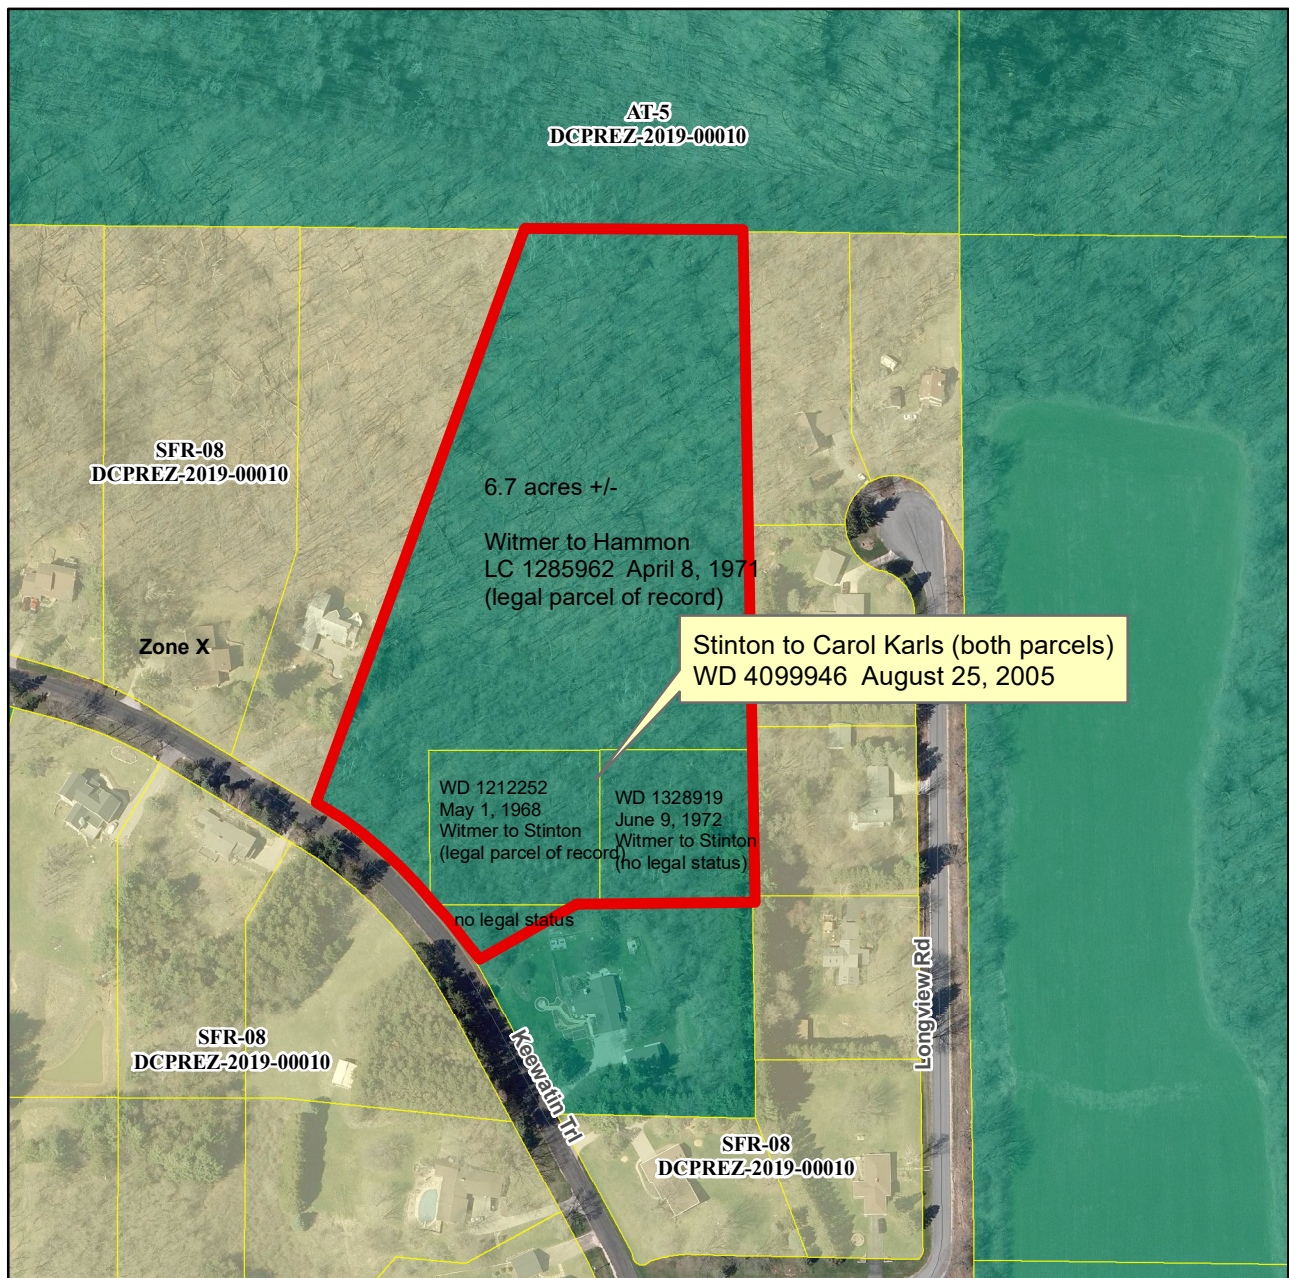 AT-5
DCPREZ-2019-00010
SFR-08
DCPREZ-2019-00010
6.7 acres +/-
Witmer to Hammon
LC 1285962 April 8, 1971
(legal parcel of record)
Zone X
Stinton to Carol Karls (both parcels)
WD 4099946 August 25, 2005
WD 1212252
May 1, 1968
Witmer to Stinton
(legal parcel of record)
WD 1328919
June 9, 1972
Witmer to Stinton
(no legal status)
no legal status
Longview Rd
SFR-08
DCPREZ-2019-00010
Keewatin Trl
SFR-08
DCPREZ-2019-00010